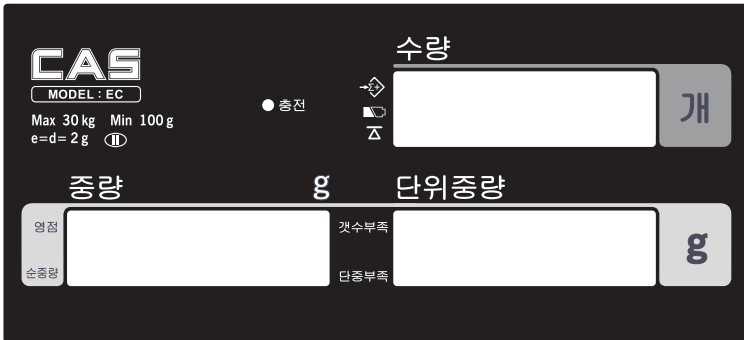 수량
CAS
MODEL : EC
충전
개
Max 30 kg Min 100 g
e=d= 2 g Ⅱ
중량 g 단위중량
영점
갯수부족
g
순중량
단중부족